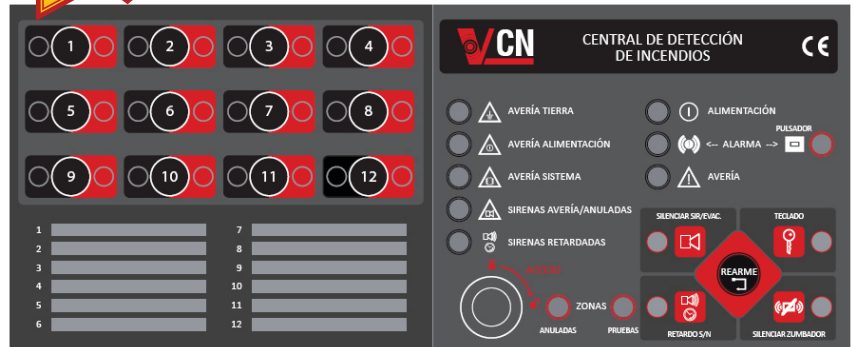 1 2 3 4
5 6 7 8
9 10 11 12
1 7
2 8
3 9
4 10
5 11
6 12
VCN
CENTRAL DE DETECCIÓN
DE INCENDIOS
CE
AVERÍA TIERRA
AVERÍA ALIMENTACIÓN
AVERÍA SISTEMA
SIRENAS AVERÍA/ANULADAS
SIRENAS RETARDADAS
ALIMENTACIÓN
PULSADOR
<-- ALARMA -->
AVERÍA
SILENCIAR SIR/EVAC.
TECLADO
REARME
RETARDO S/N
SILENCIAR ZUMBADOR
ACCESO
ZONAS
ANULADAS PRUEBAS